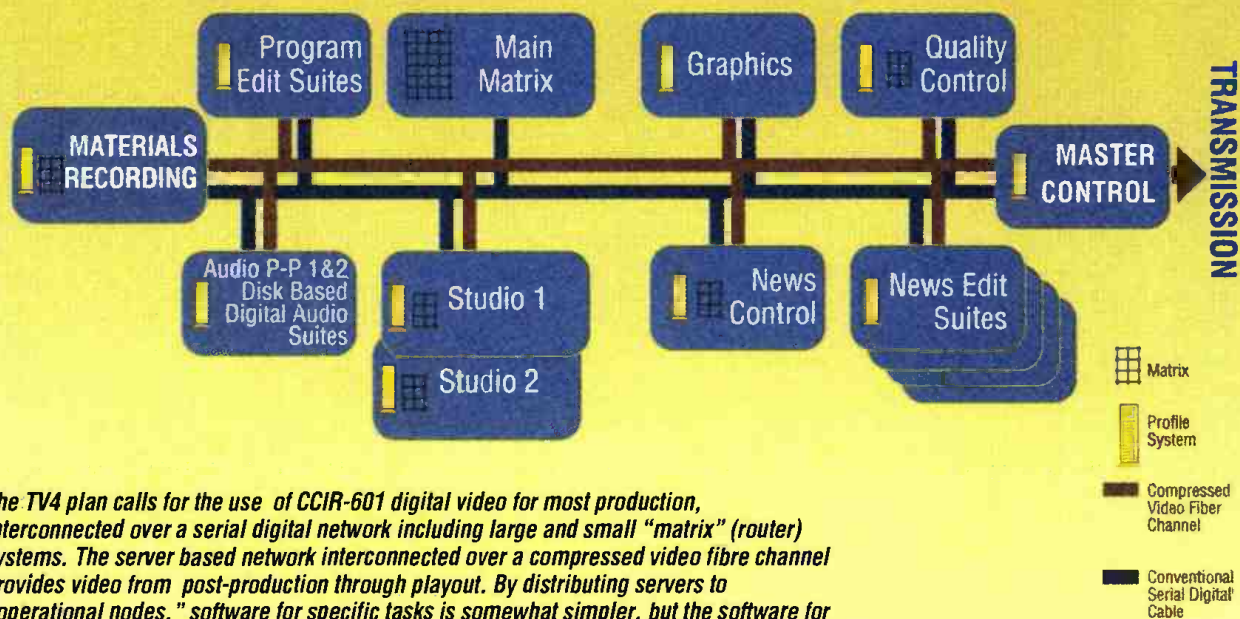 Program
Edit Suites
Main
Matrix
Graphics
Quality
Control
MATERIALS
RECORDING
MASTER
CONTROL
TRANSMISSION
Audio P-P 1&2
Disk Based
Digital Audio
Suites
Studio 1
Studio 2
News
Control
News Edit
Suites
Matrix
Profile
System
Compressed
Video Fiber
Channel
Conventional
Serial Digital
Cable
he TV4 plan calls for the use of CCIR-601 digital video for most production,
nterconnected over a serial digital network including large and small “matrix” (router)
ystems. The server based network interconnected over a compressed video fibre channel
rovides video from post-production through playout. By distributing servers to
operational nodes,” software for specific tasks is somewhat simpler, but the software for